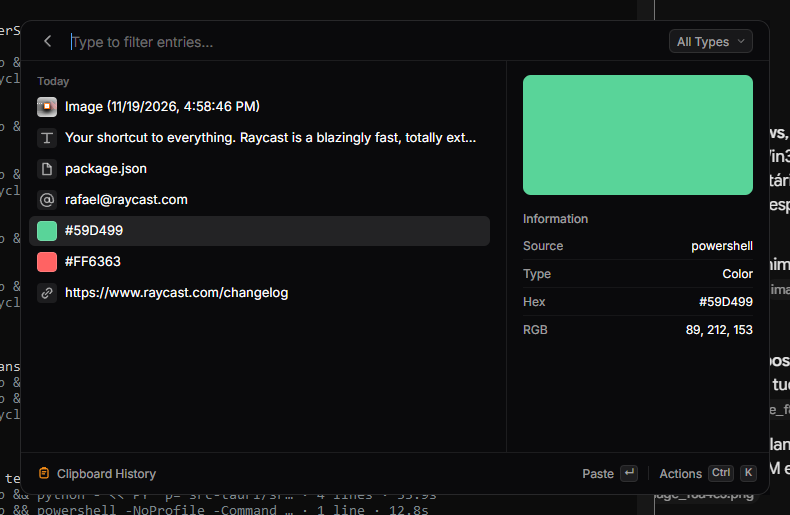 Type to filter entries...
All Types
Today
Image (11/19/2026, 4:58:46 PM)
Your shortcut to everything. Raycast is a blazingly fast, totally ext...
package.json
rafael@raycast.com
#59D499
#FF6363
https://www.raycast.com/changelog
Information
Source powershell
Type Color
Hex #59D499
RGB 89, 212, 153
Clipboard History
Paste
Actions Ctrl K
&& powershell -NoProfile -Command … · 1 line · 12.8s